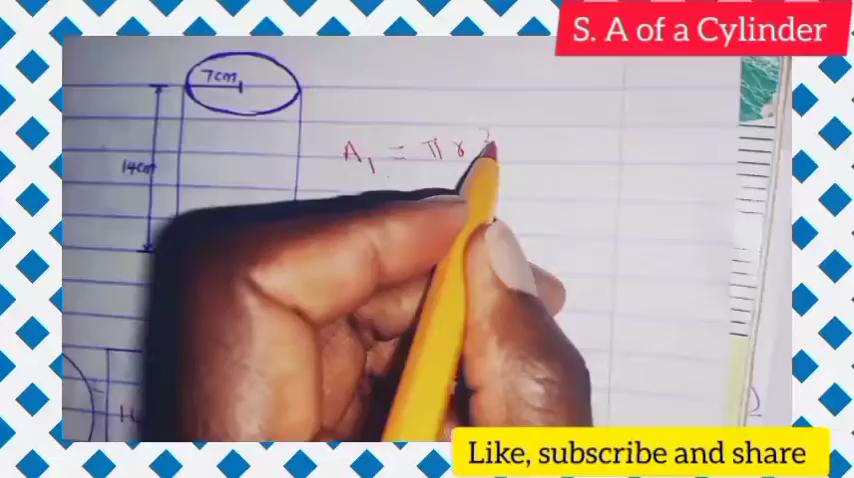 S. A of a Cylinder
7cm
14cm
A₁ = πr²
Like, subscribe and share